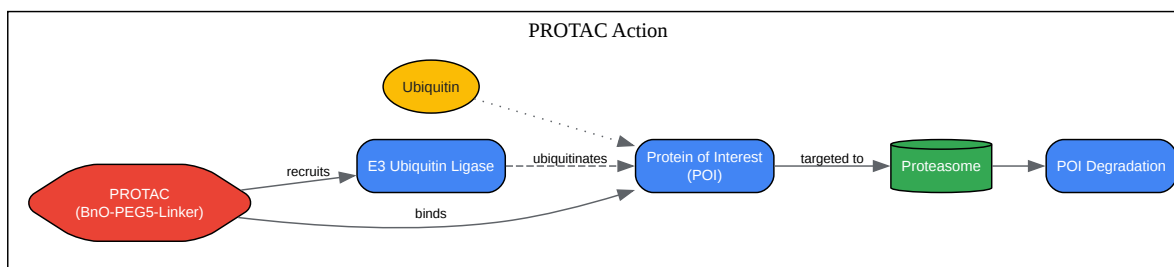 PROTAC Action
Ubiquitin
PROTAC
(BnO-PEG5-Linker)
recruits
E3 Ubiquitin Ligase
ubiquitinates
binds
Protein of Interest
(POI)
targeted to
Proteasome
POI Degradation